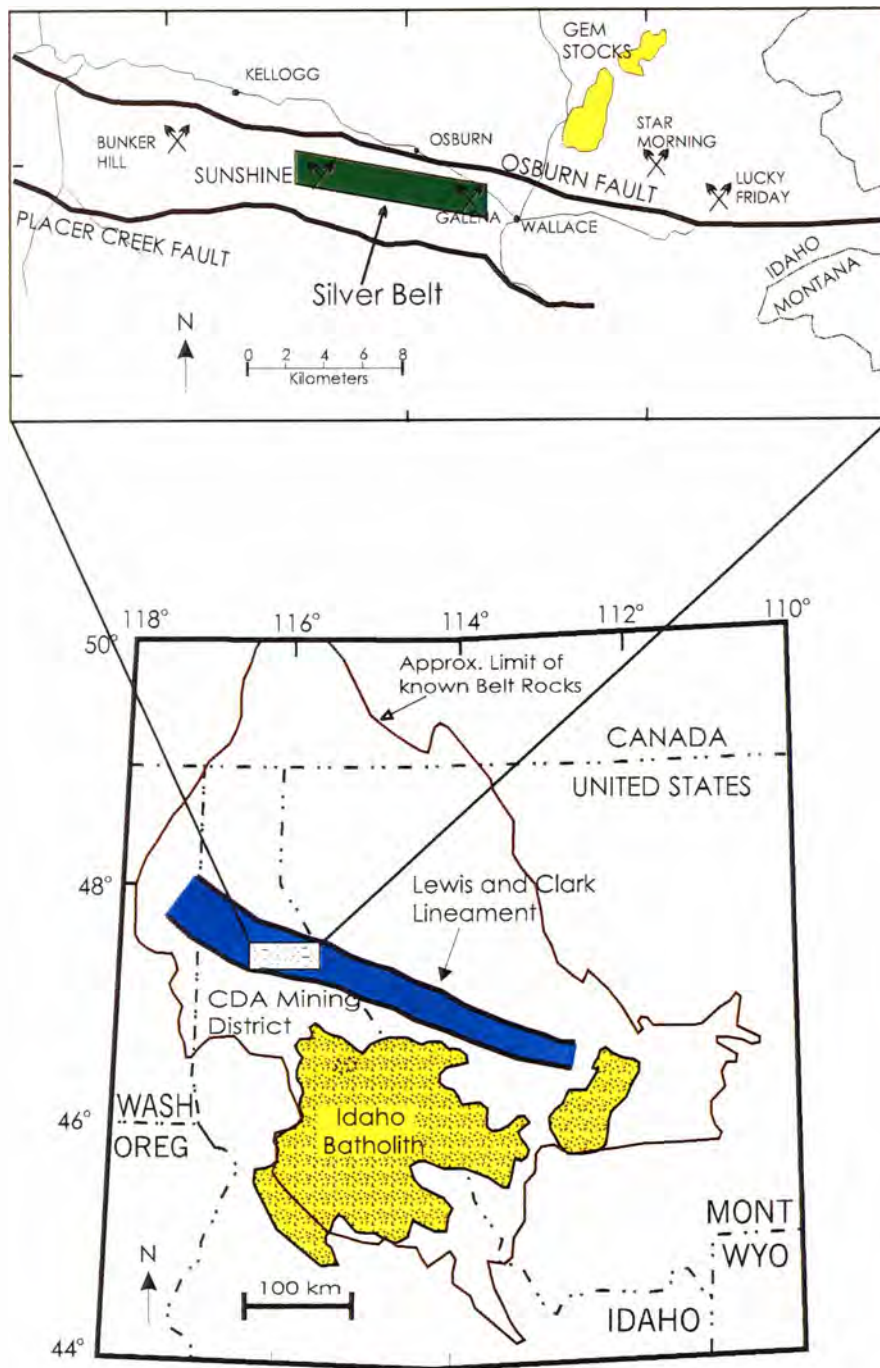 GEM
STOCKS
KELLOGG
BUNKER
HILL
OSBURN
STAR
MORNING
SUNSHINE
OSBURN FAULT
LUCKY
FRIDAY
GALENA
WALLACE
PLACER CREEK FAULT
IDAHO
MONTANA
Silver Belt
N
0 2 4 8
Kilometers
118° 116° 114° 112° 110°
50°
Approx. Limit of
known Belt Rocks
CANADA
UNITED STATES
48°
Lewis and Clark
Lineament
CDA Mining
District
46°
WASH
OREG
Idaho
Batholith
MONT
WYO
N
100 km
IDAHO
44°